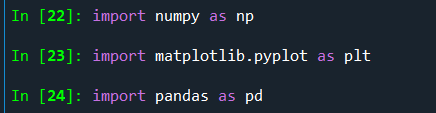 In [22]: import numpy as np
In [23]: import matplotlib.pyplot as plt
In [24]: import pandas as pd